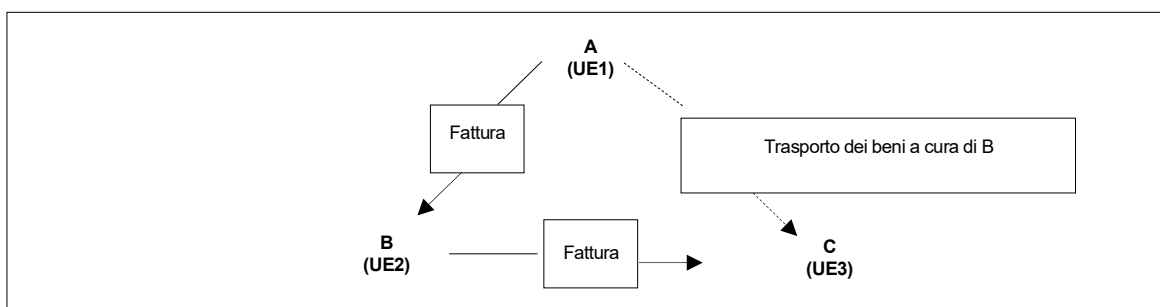 A
(UE1)
Fattura
Trasporto dei beni a cura di B
B
(UE2)
Fattura
C
(UE3)